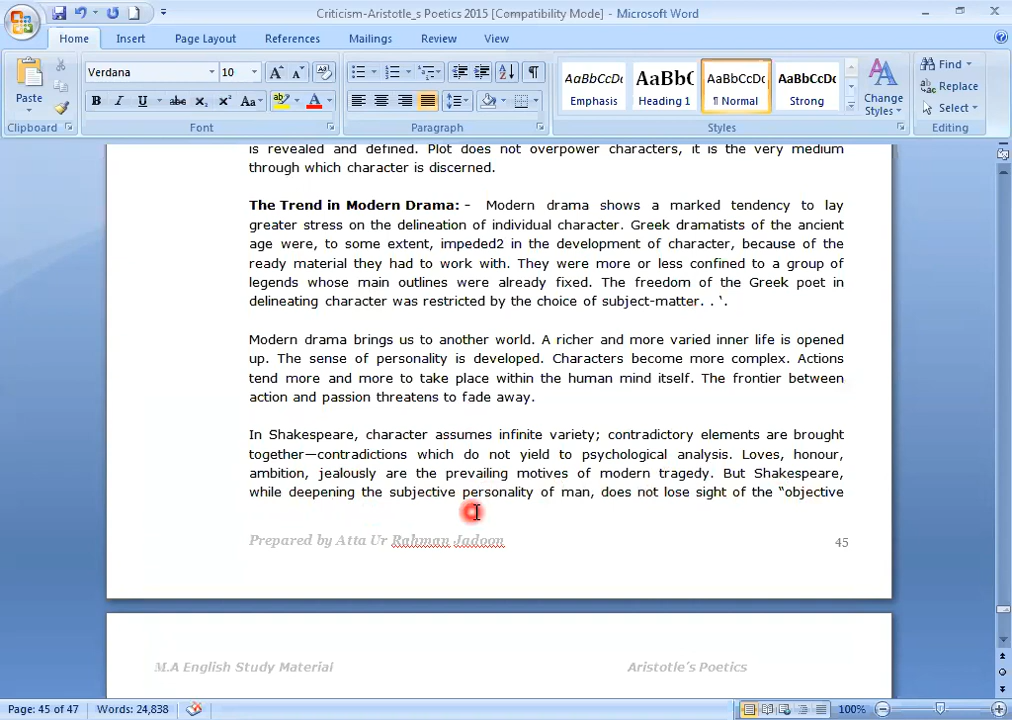 Criticism-Aristotle_s Poetics 2015 [Compatibility Mode] - Microsoft Word
Home Insert Page Layout References Mailings Review View
Verdana 10
AaBbCcDc AaBb( AaBbCcDc AaBbCcDc
Find
Replace
Select
Paste
Emphasis Heading 1 ¶ Normal Strong
Change Styles
Clipboard Font Paragraph Styles Editing
is revealed and defined. Plot does not overpower characters, it is the very medium
through which character is discerned.
The Trend in Modern Drama: - Modern drama shows a marked tendency to lay
greater stress on the delineation of individual character. Greek dramatists of the ancient
age were, to some extent, impeded2 in the development of character, because of the
ready material they had to work with. They were more or less confined to a group of
legends whose main outlines were already fixed. The freedom of the Greek poet in
delineating character was restricted by the choice of subject-matter. . ‛.
Modern drama brings us to another world. A richer and more varied inner life is opened
up. The sense of personality is developed. Characters become more complex. Actions
tend more and more to take place within the human mind itself. The frontier between
action and passion threatens to fade away.
In Shakespeare, character assumes infinite variety; contradictory elements are brought
together—contradictions which do not yield to psychological analysis. Loves, honour,
ambition, jealously are the prevailing motives of modern tragedy. But Shakespeare,
while deepening the subjective personality of man, does not lose sight of the “objective
Prepared by Atta Ur Rahman Jadoon 45
M.A English Study Material Aristotle’s Poetics
Page: 45 of 47 Words: 24,838 100%